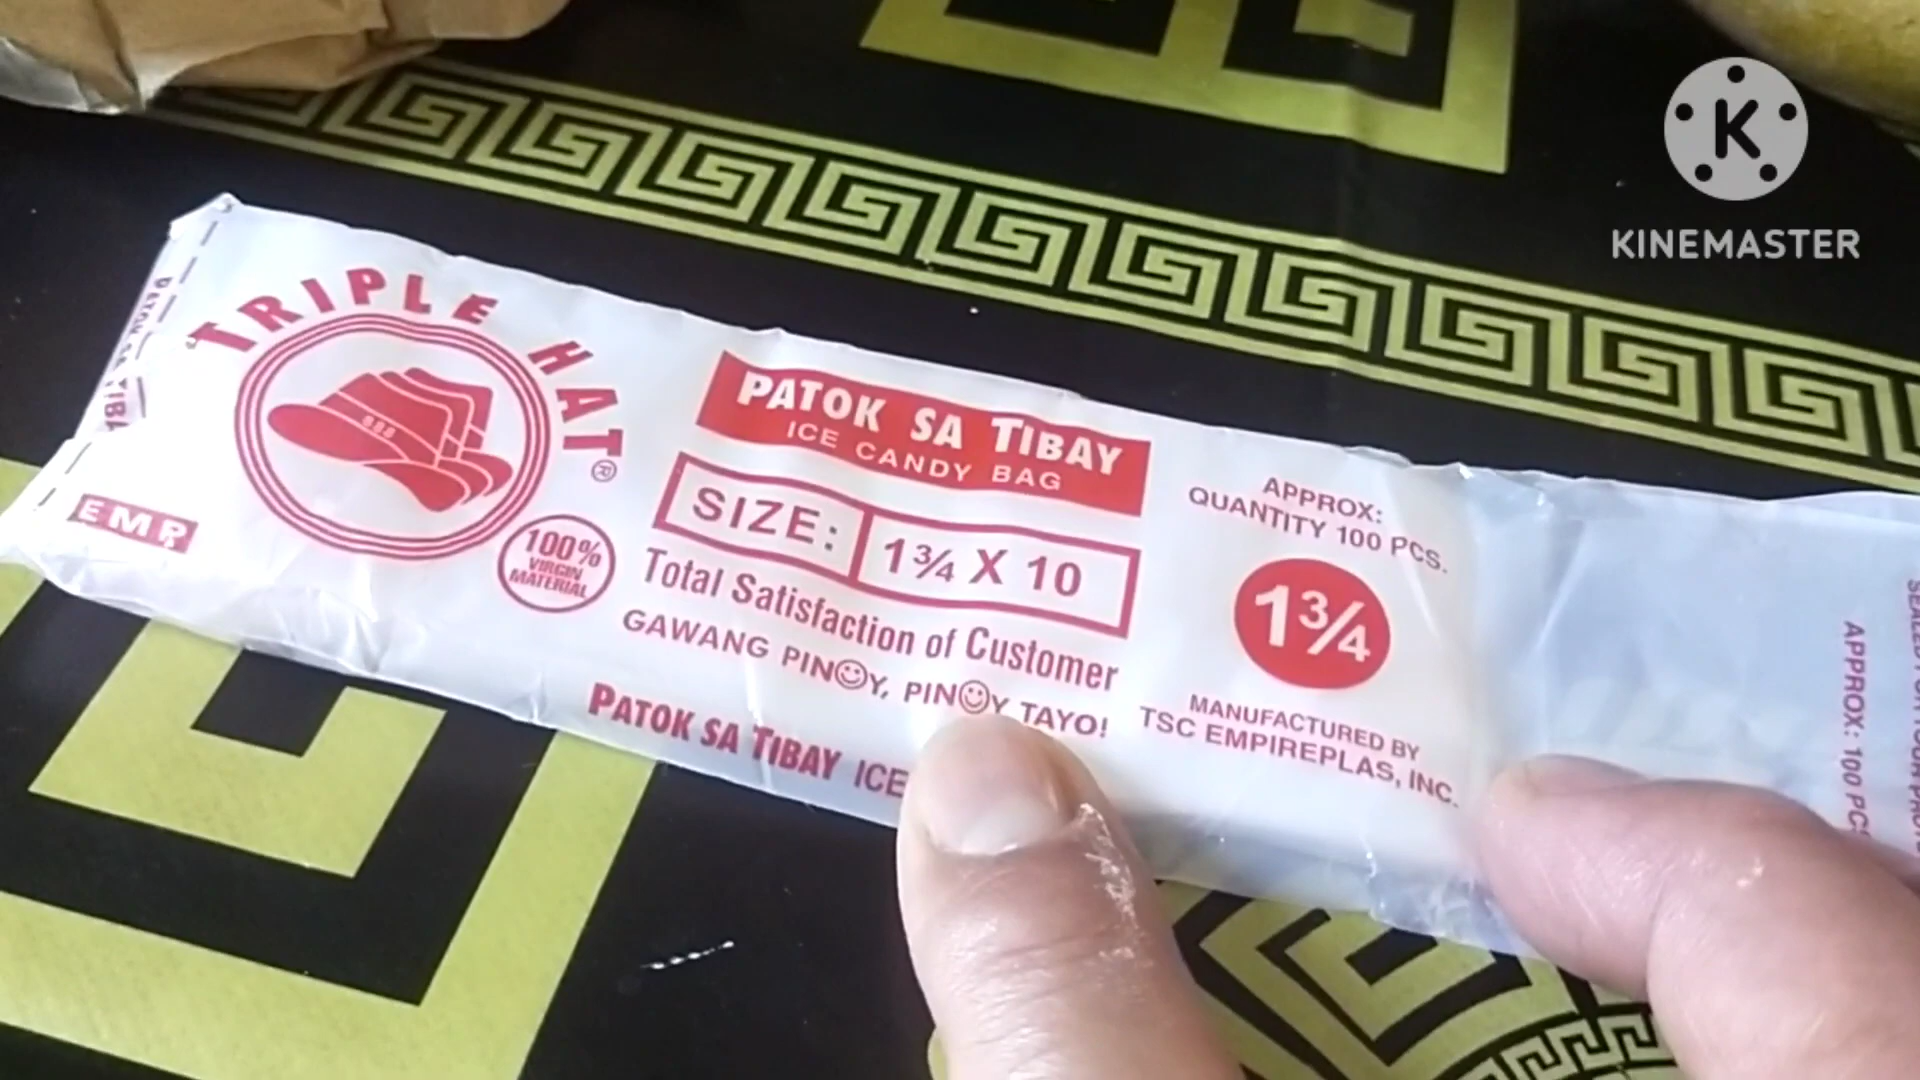 KINEMASTER
TRIPLE HAT®
EMP
100%
VIRGIN
MATERIAL
PATOK SA TIBAY
ICE CANDY BAG
SIZE: 1¾ X 10
Total Satisfaction of Customer
GAWANG PINOY, PINOY TAYO!
PATOK SA TIBAY ICE
APPROX:
QUANTITY 100 PCS.
1¾
MANUFACTURED BY
TSC EMPIREPLAS, INC.
APPROX: 100 PCS